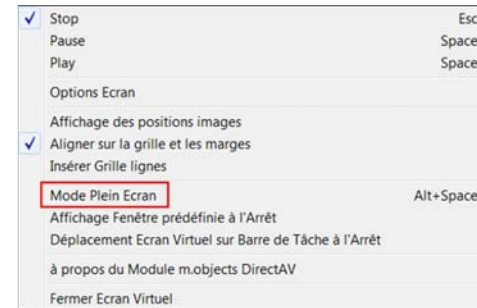 Stop Esc
Pause Space
Play Space
Options Ecran
Affichage des positions images
Aligner sur la grille et les marges
Insérer Grille lignes
Mode Plein Ecran Alt+Space
Affichage Fenêtre prédéfinie à l'Arrêt
Déplacement Ecran Virtuel sur Barre de Tâche à l'Arrêt
à propos du Module m.objects DirectAV
Fermer Ecran Virtuel